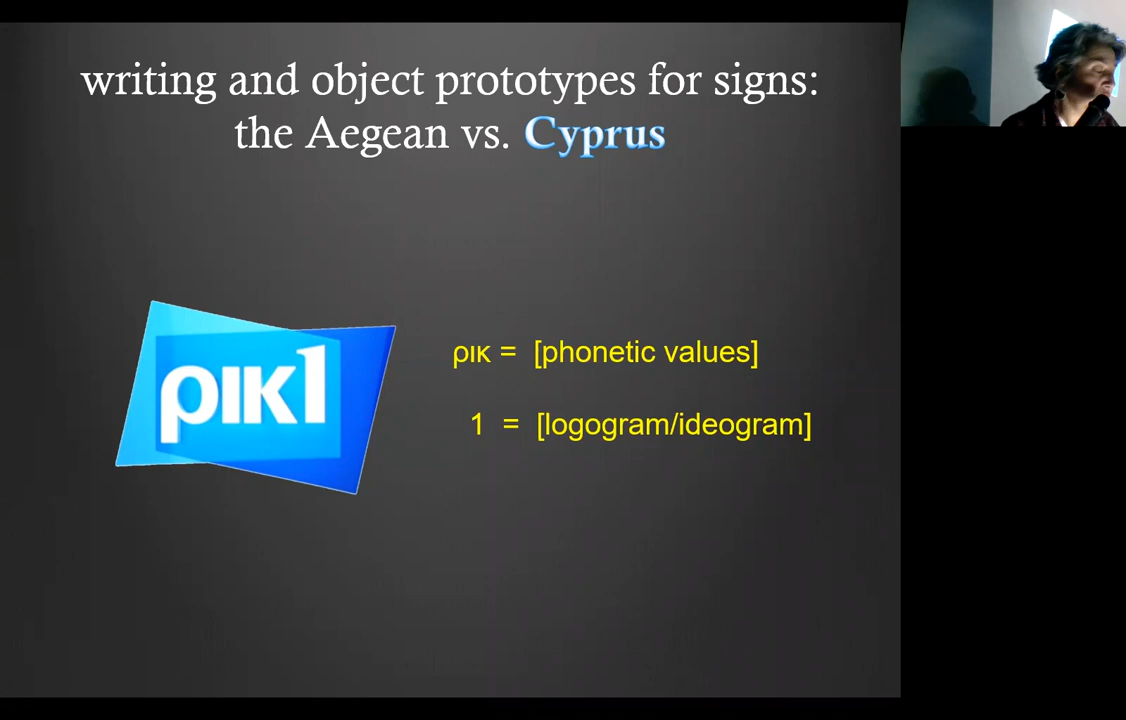 writing and object prototypes for signs:
the Aegean vs. Cyprus
ρικ1
ρικ = [phonetic values]
1 = [logogram/ideogram]